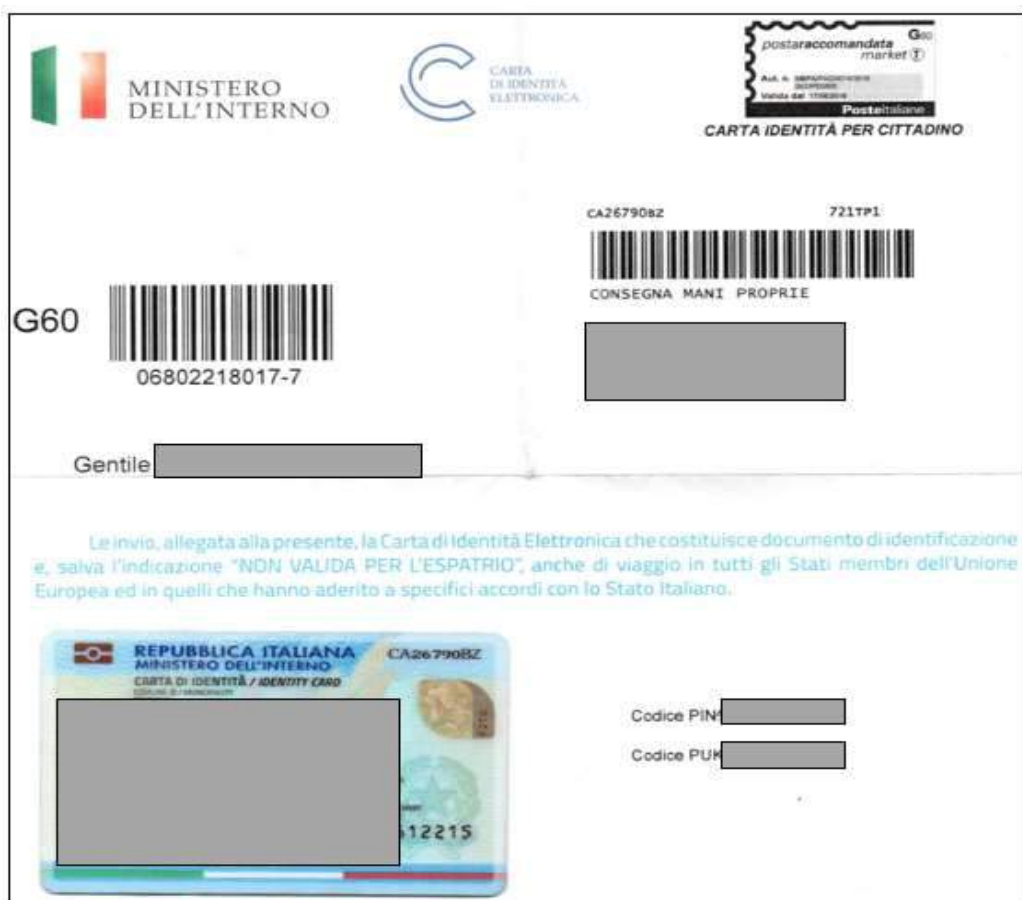 MINISTERO
DELL'INTERNO
CARTA
DI IDENTITÀ
ELETTRONICA
G60
postaraccomandata
market
Aut. n.
Valida dal
Posteitaliane
CARTA IDENTITÀ PER CITTADINO
CA26790BZ 721TP1
CONSEGNA MANI PROPRIE
G60
06802218017-7
Gentile
Le invio, allegata alla presente, la Carta di Identità Elettronica che costituisce documento di identificazione
e, salva l'indicazione "NON VALIDA PER L'ESPATRIO", anche di viaggio in tutti gli Stati membri dell'Unione
Europea ed in quelli che hanno aderito a specifici accordi con lo Stato Italiano.
REPUBBLICA ITALIANA CA26790BZ
MINISTERO DELL'INTERNO
CARTA DI IDENTITÀ / IDENTITY CARD
12215
Codice PIN
Codice PUK